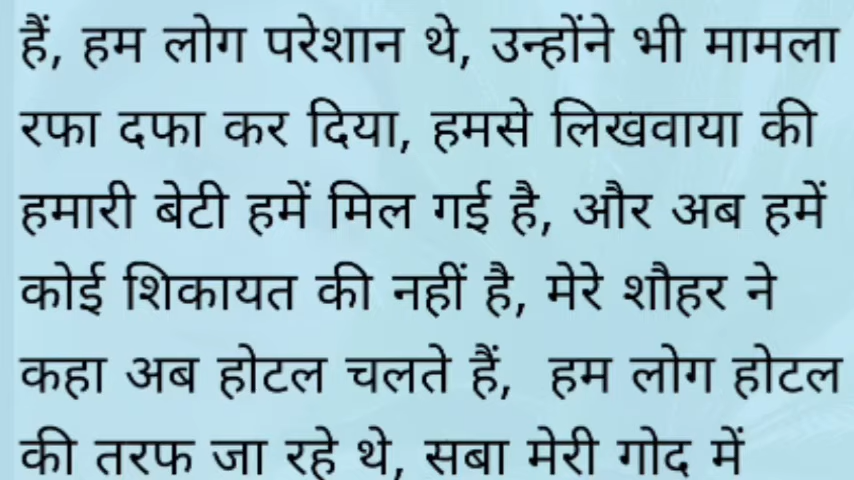 हैं, हम लोग परेशान थे, उन्होंने भी मामला
रफा दफा कर दिया, हमसे लिखवाया की
हमारी बेटी हमें मिल गई है, और अब हमें
कोई शिकायत की नहीं है, मेरे शौहर ने
कहा अब होटल चलते हैं, हम लोग होटल
की तरफ जा रहे थे, सबा मेरी गोद में